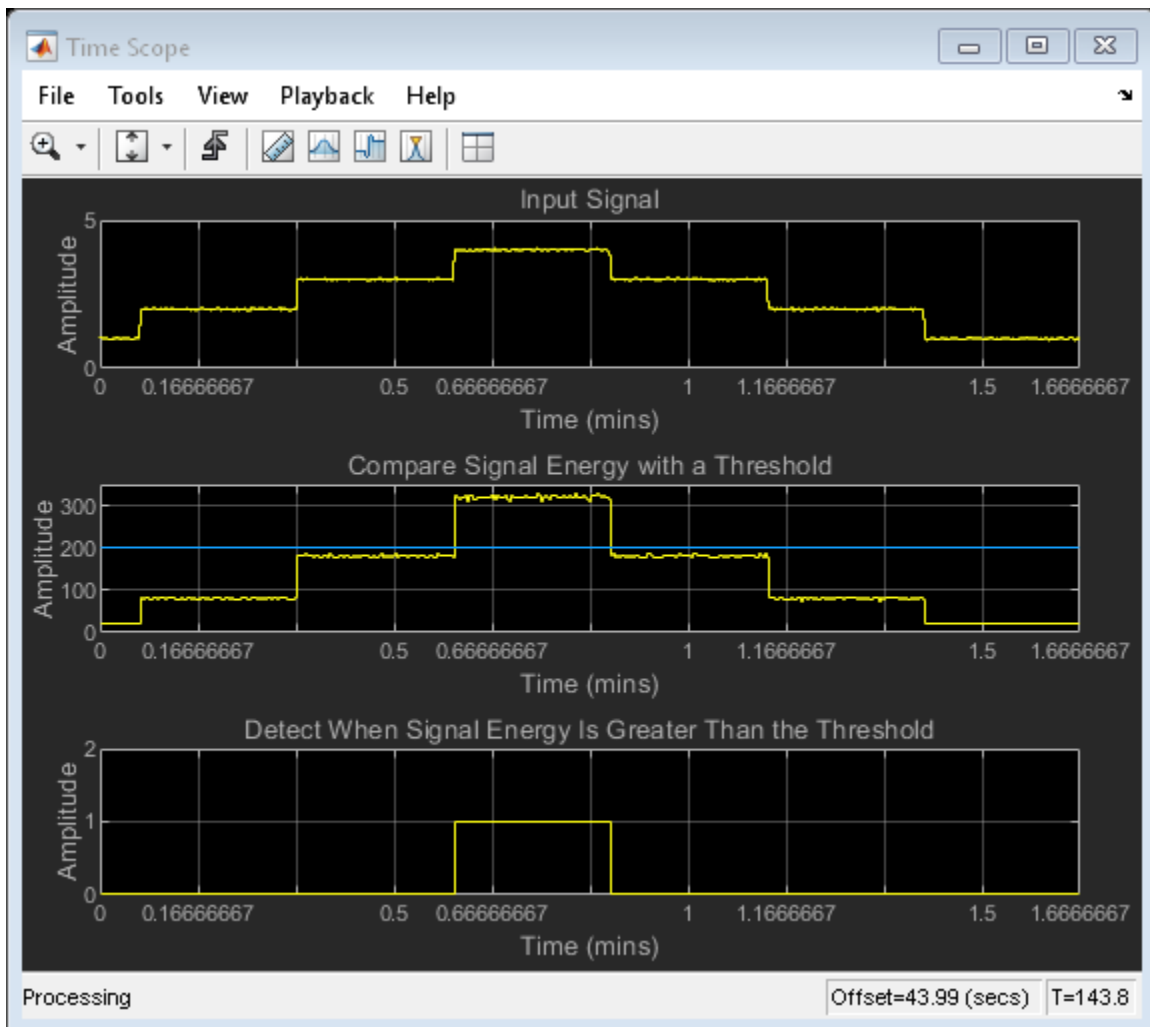 Time Scope
File Tools View Playback Help
Input Signal
5
0
Amplitude
0 0.16666667 0.5 0.66666667 1 1.1666667 1.5 1.6666667
Time (mins)
Compare Signal Energy with a Threshold
300
200
100
0
Amplitude
0 0.16666667 0.5 0.66666667 1 1.1666667 1.5 1.6666667
Time (mins)
Detect When Signal Energy Is Greater Than the Threshold
2
1
0
Amplitude
0 0.16666667 0.5 0.66666667 1 1.1666667 1.5 1.6666667
Time (mins)
Processing Offset=43.99 (secs) T=143.8